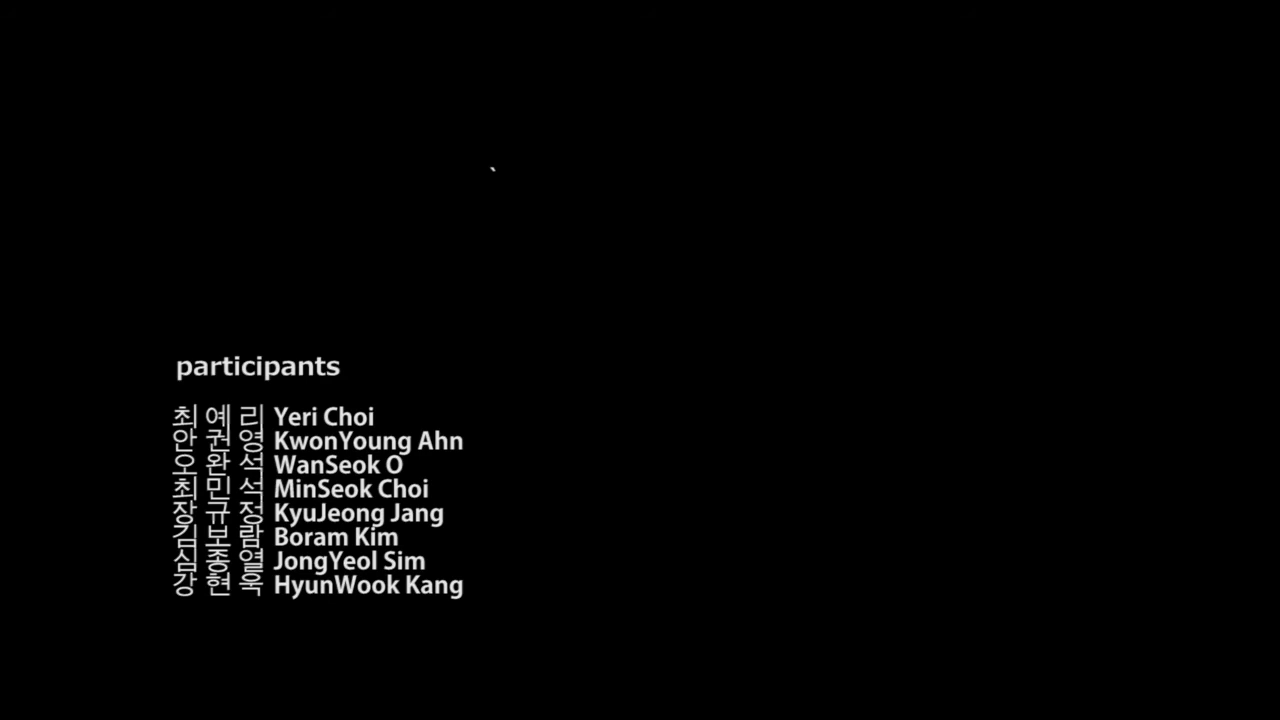 `
participants
최 예 리 Yeri Choi
안 권 영 KwonYoung Ahn
오 완 석 WanSeok O
최 민 석 MinSeok Choi
장 규 정 KyuJeong Jang
김 보 람 Boram Kim
심 종 열 JongYeol Sim
강 현 욱 HyunWook Kang